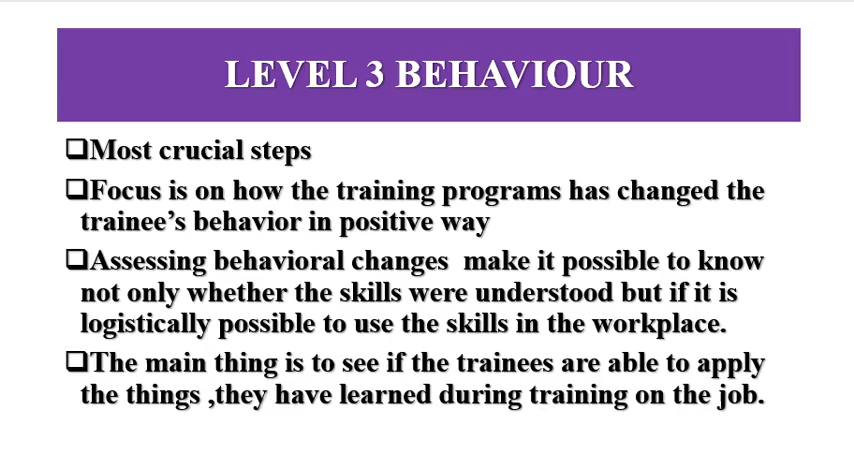 LEVEL 3 BEHAVIOUR
❑Most crucial steps
❑Focus is on how the training programs has changed the
trainee’s behavior in positive way
❑Assessing behavioral changes  make it possible to know
not only whether the skills were understood but if it is
logistically possible to use the skills in the workplace.
❑The main thing is to see if the trainees are able to apply
the things ,they have learned during training on the job.